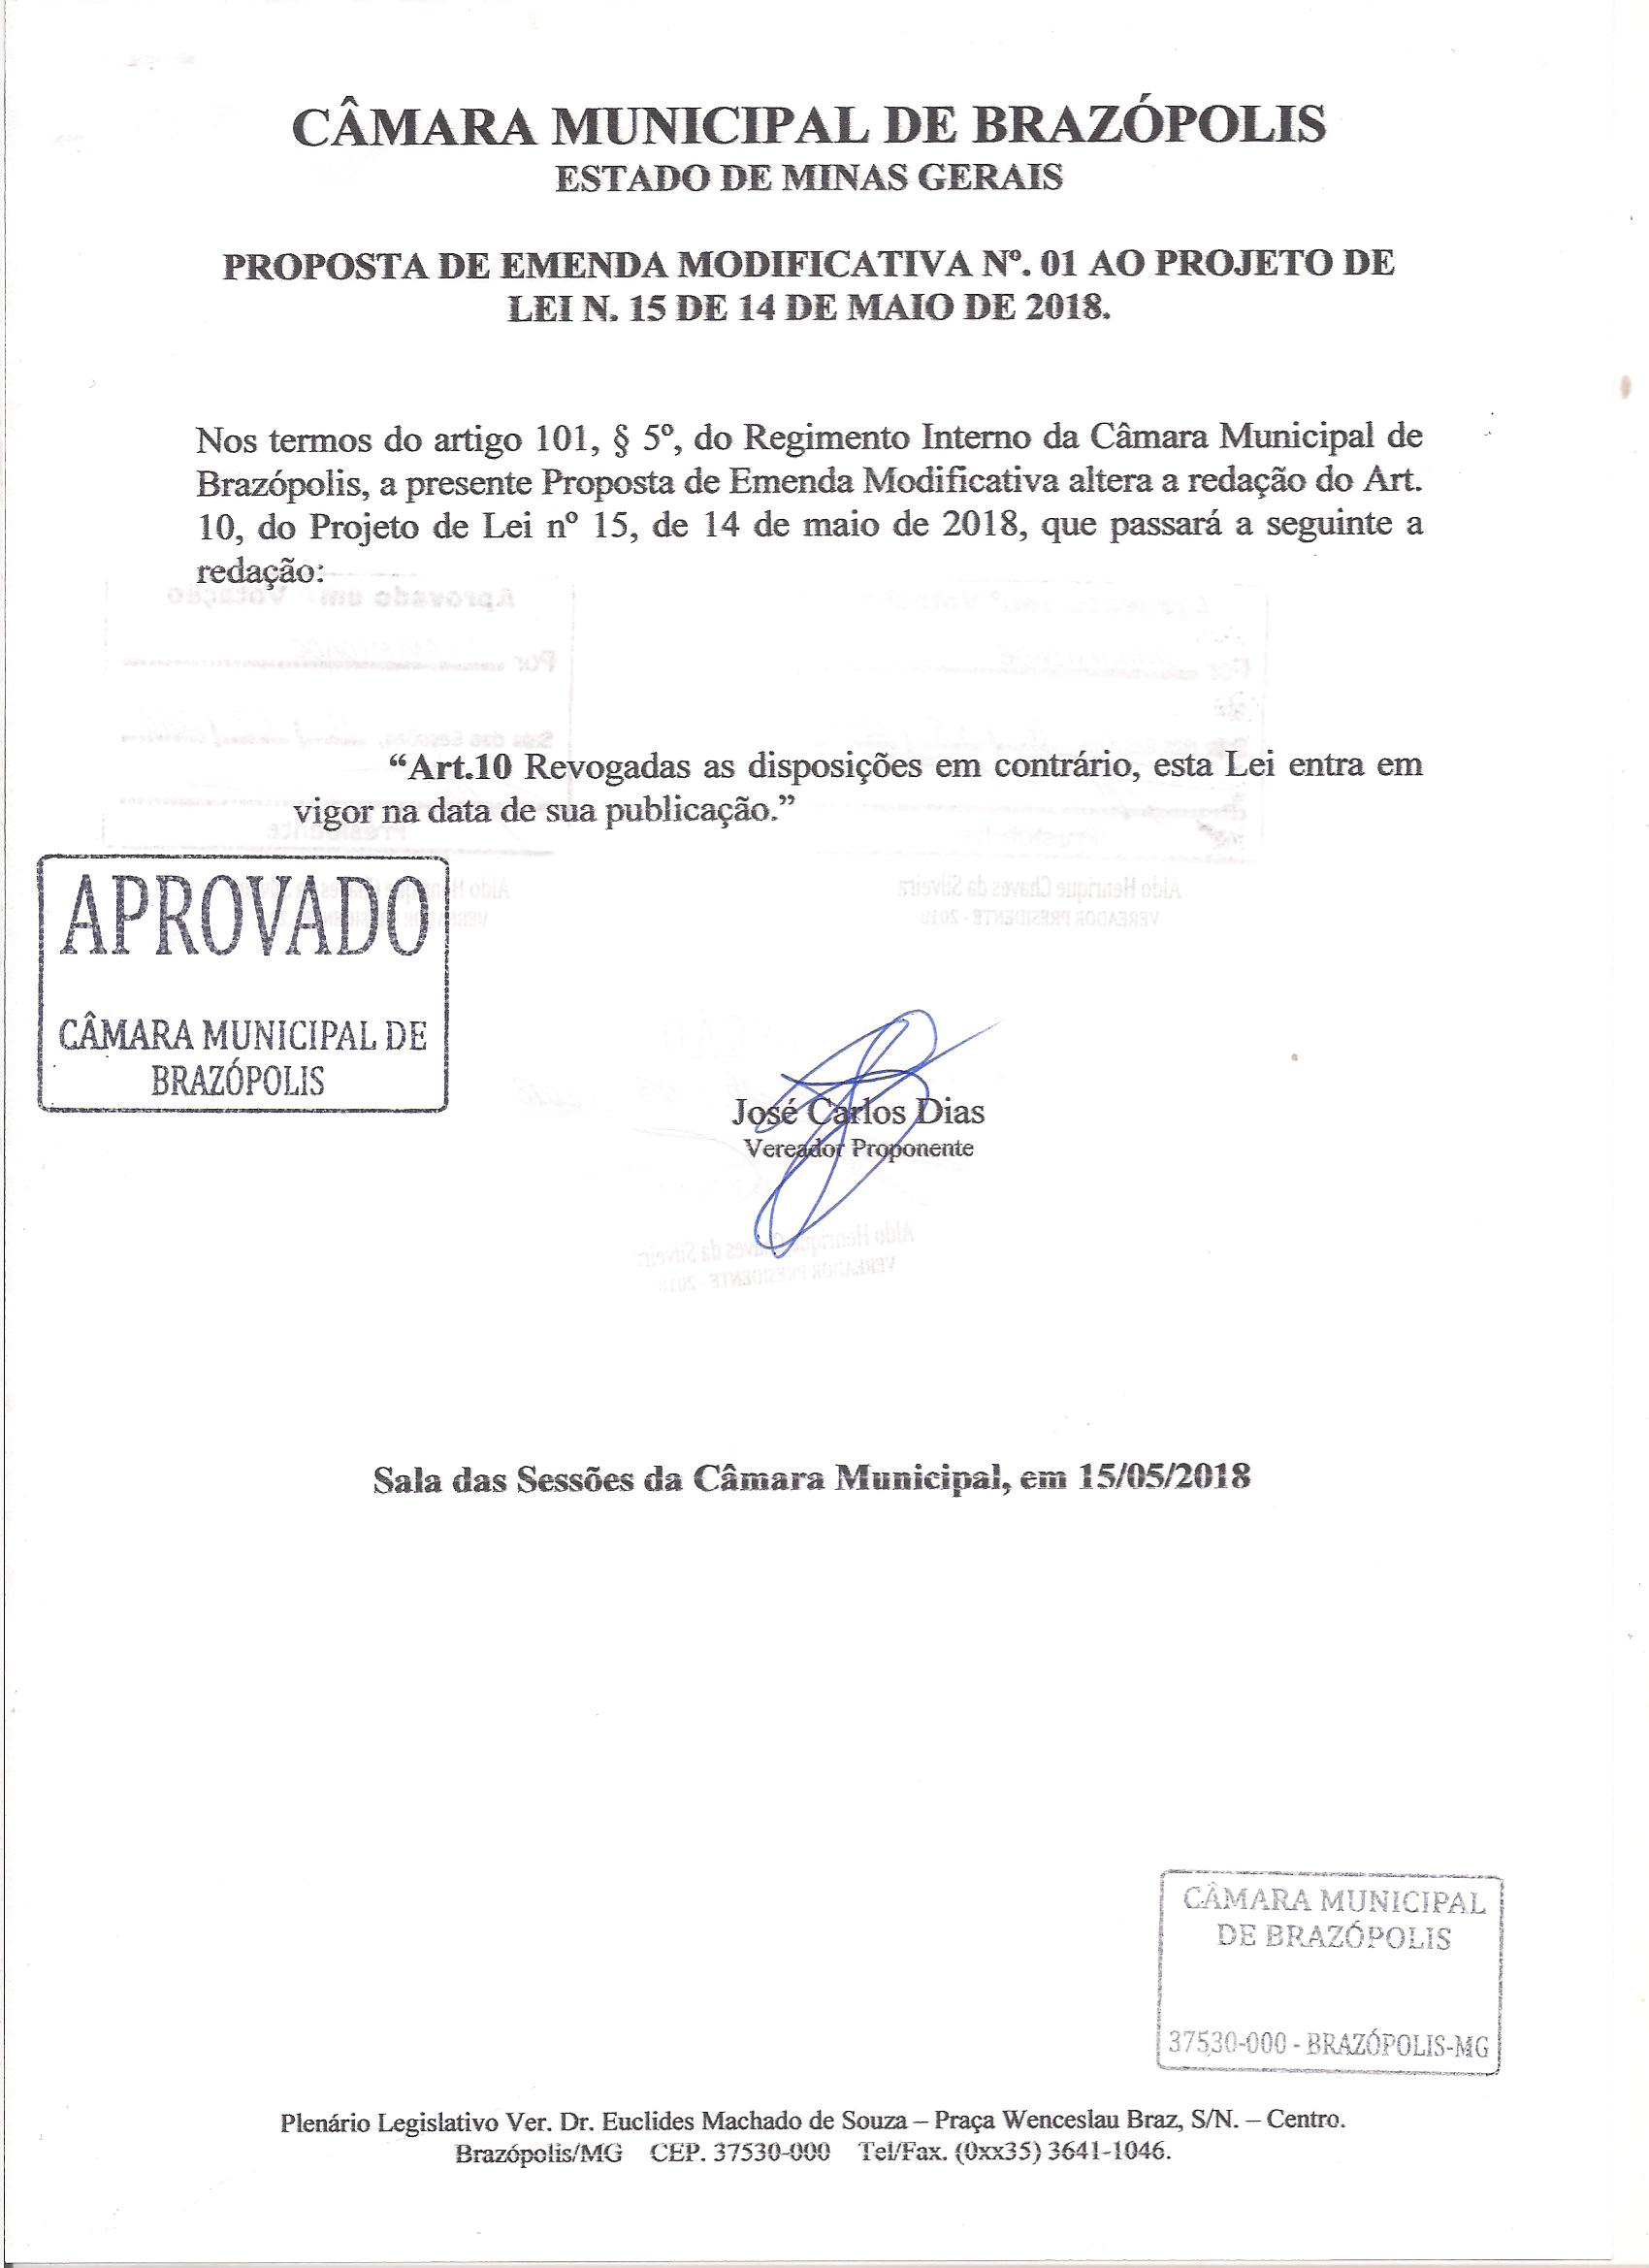 CÂMARA MUNICIPAL DE BRAZÓPOLIS
ESTADO DE MINAS GERAIS
PROPOSTA DE EMENDA MODIFICATIVA Nº. 01 AO PROJETO DE
LEI N. 15 DE 14 DE MAIO DE 2018.
Nos termos do artigo 101, § 5º, do Regimento Interno da Câmara Municipal de
Brazópolis, a presente Proposta de Emenda Modificativa altera a redação do Art.
10, do Projeto de Lei nº 15, de 14 de maio de 2018, que passará a seguinte a
redação:
“Art.10 Revogadas as disposições em contrário, esta Lei entra em
vigor na data de sua publicação.”
APROVADO
CÂMARA MUNICIPAL DE
BRAZÓPOLIS
José Carlos Dias
Vereador Proponente
Sala das Sessões da Câmara Municipal, em 15/05/2018
CÂMARA MUNICIPAL
DE BRAZÓPOLIS
37530-000 - BRAZÓPOLIS-MG
Plenário Legislativo Ver. Dr. Euclides Machado de Souza – Praça Wenceslau Braz, S/N. – Centro.
Brazópolis/MG CEP. 37530-000 Tel/Fax. (0xx35) 3641-1046.